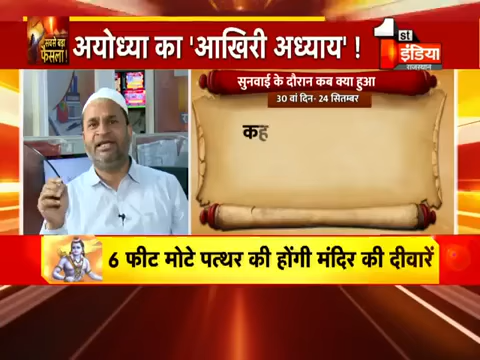 सबसे बड़ा
फैसला!
अयोध्या का 'आखिरी अध्याय' !
1st
इंडिया
राजस्थान
सुनवाई के दौरान कब क्या हुआ
30 वां दिन- 24 सितम्बर
कह
6 फीट मोटे पत्थर की होंगी मंदिर की दीवारें